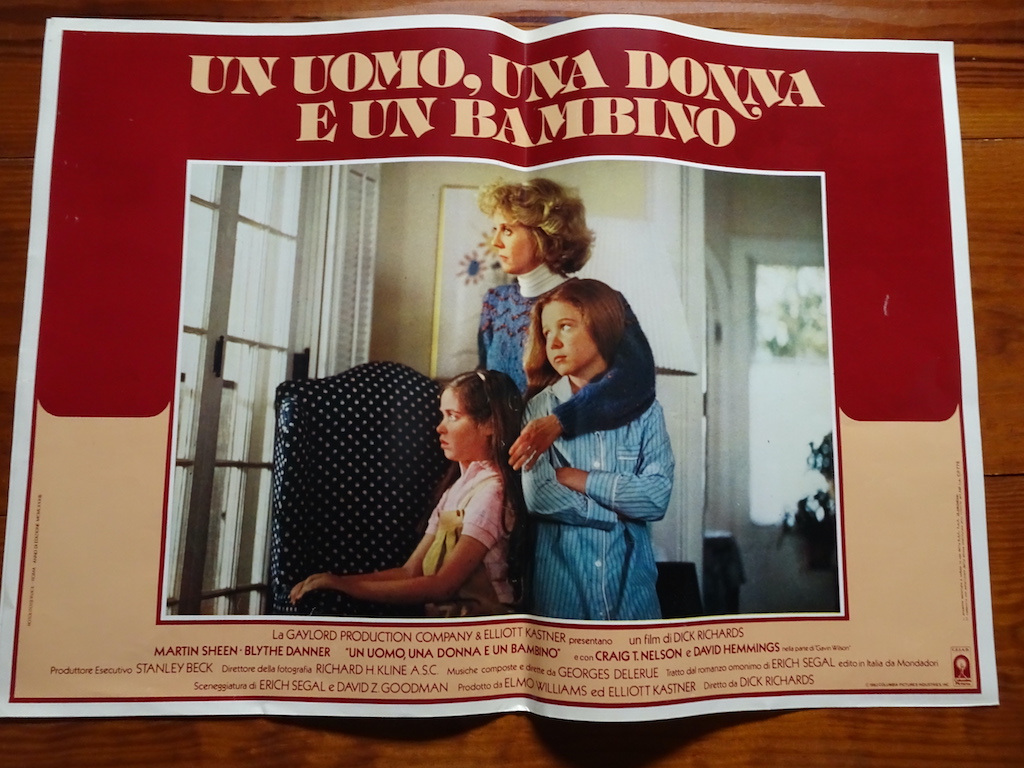 UN UOMO, UNA DONNA
E UN BAMBINO
La GAYLORD PRODUCTION COMPANY & ELLIOTT KASTNER presentano un film di DICK RICHARDS
MARTIN SHEEN - BLYTHE DANNER "UN UOMO, UNA DONNA E UN BAMBINO" e con CRAIG T. NELSON e DAVID HEMMINGS nella parte di 'Gavin Wilson'
Produttore Esecutivo STANLEY BECK Direttore della fotografia RICHARD H. KLINE A.S.C. Musiche composte e dirette da GEORGES DELERUE Tratto dal romanzo omonimo di ERICH SEGAL edito in Italia da Mondadori
Sceneggiatura di ERICH SEGAL e DAVID Z. GOODMAN Prodotto da ELMO WILLIAMS ed ELLIOTT KASTNER Diretto da DICK RICHARDS